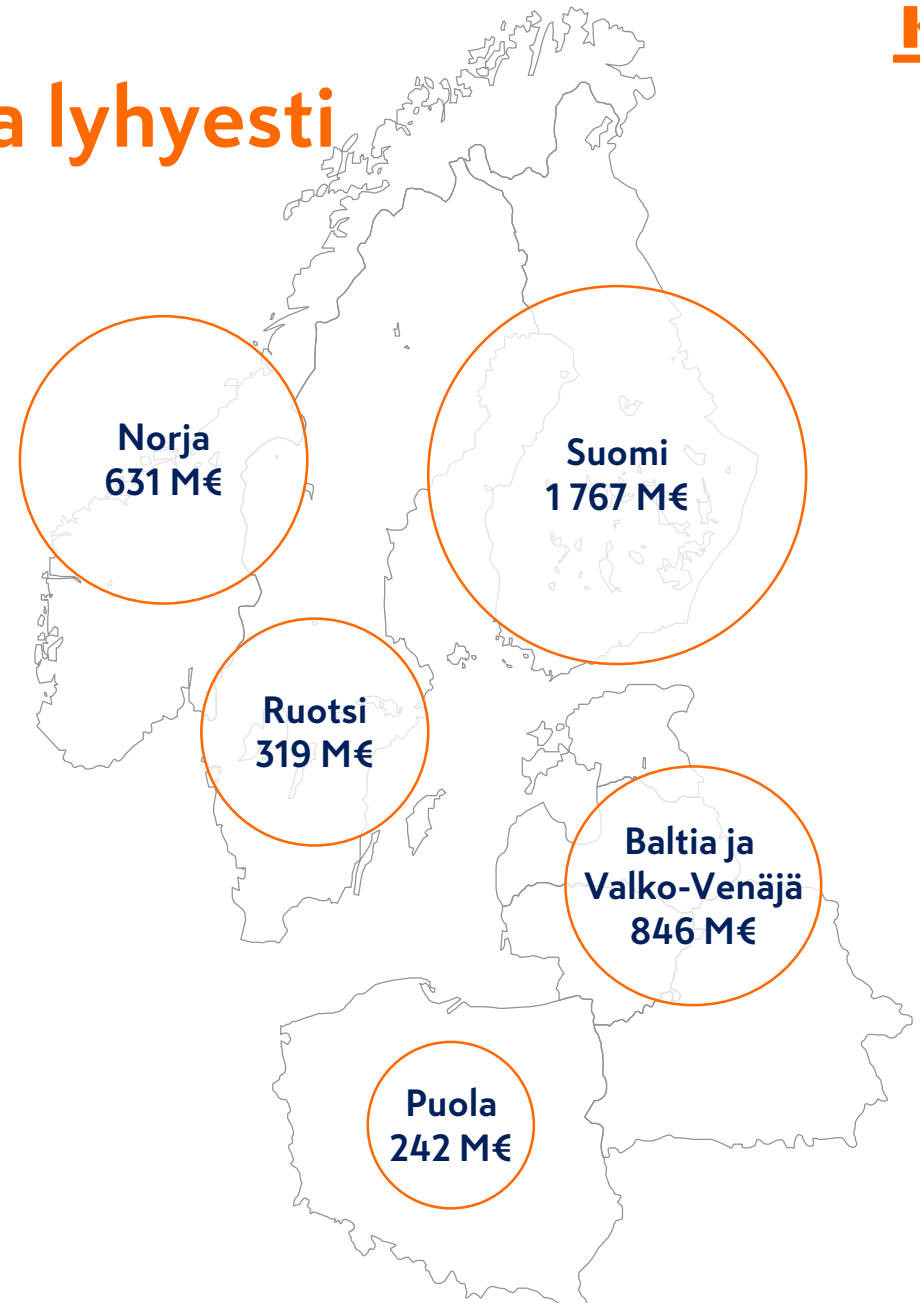 a lyhyesti
Norja
631 M€
Suomi
1 767 M€
Ruotsi
319 M€
Baltia ja
Valko-Venäjä
846 M€
Puola
242 M€